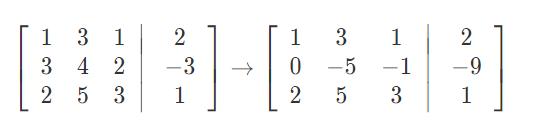 [ 1 3 1 | 2 ] [ 1 3 1 | 2 ]
[ 3 4 2 | −3 ] → [ 0 −5 −1 | −9 ]
[ 2 5 3 | 1 ] [ 2 5 3 | 1 ]